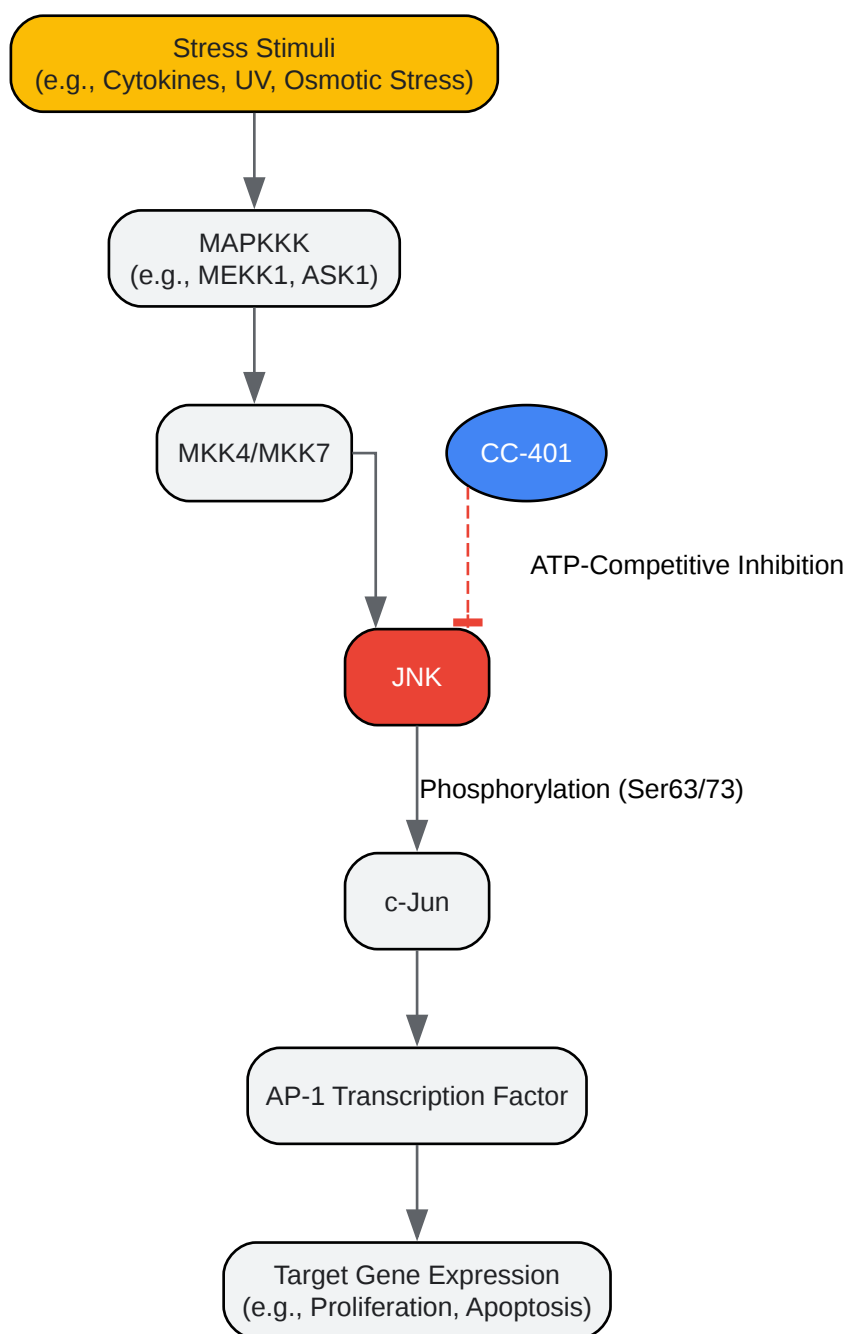 Stress Stimuli
(e.g., Cytokines, UV, Osmotic Stress)
MAPKKK
(e.g., MEKK1, ASK1)
MKK4/MKK7
CC-401
ATP-Competitive Inhibition
JNK
Phosphorylation (Ser63/73)
c-Jun
AP-1 Transcription Factor
Target Gene Expression
(e.g., Proliferation, Apoptosis)